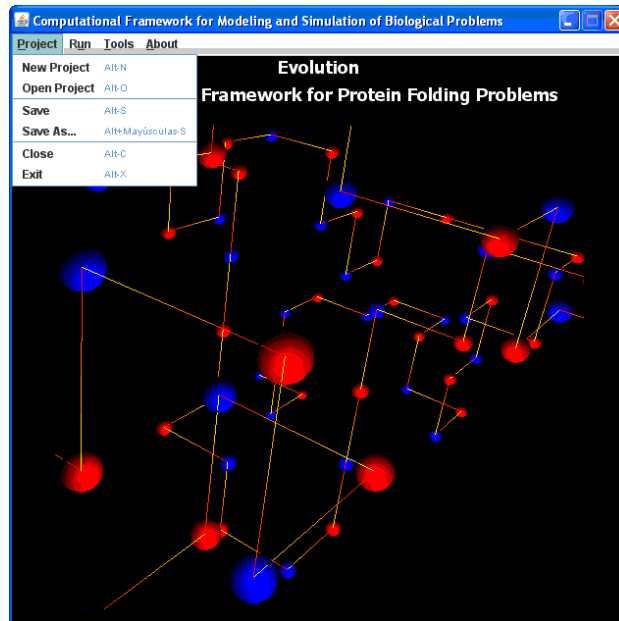 Computational Framework for Modeling and Simulation of Biological Problems
Project Run Tools About
New Project Alt-N
Open Project Alt-O
Save Alt-S
Save As... Alt+Mayúsculas-S
Close Alt-C
Exit Alt-X
Evolution
Framework for Protein Folding Problems